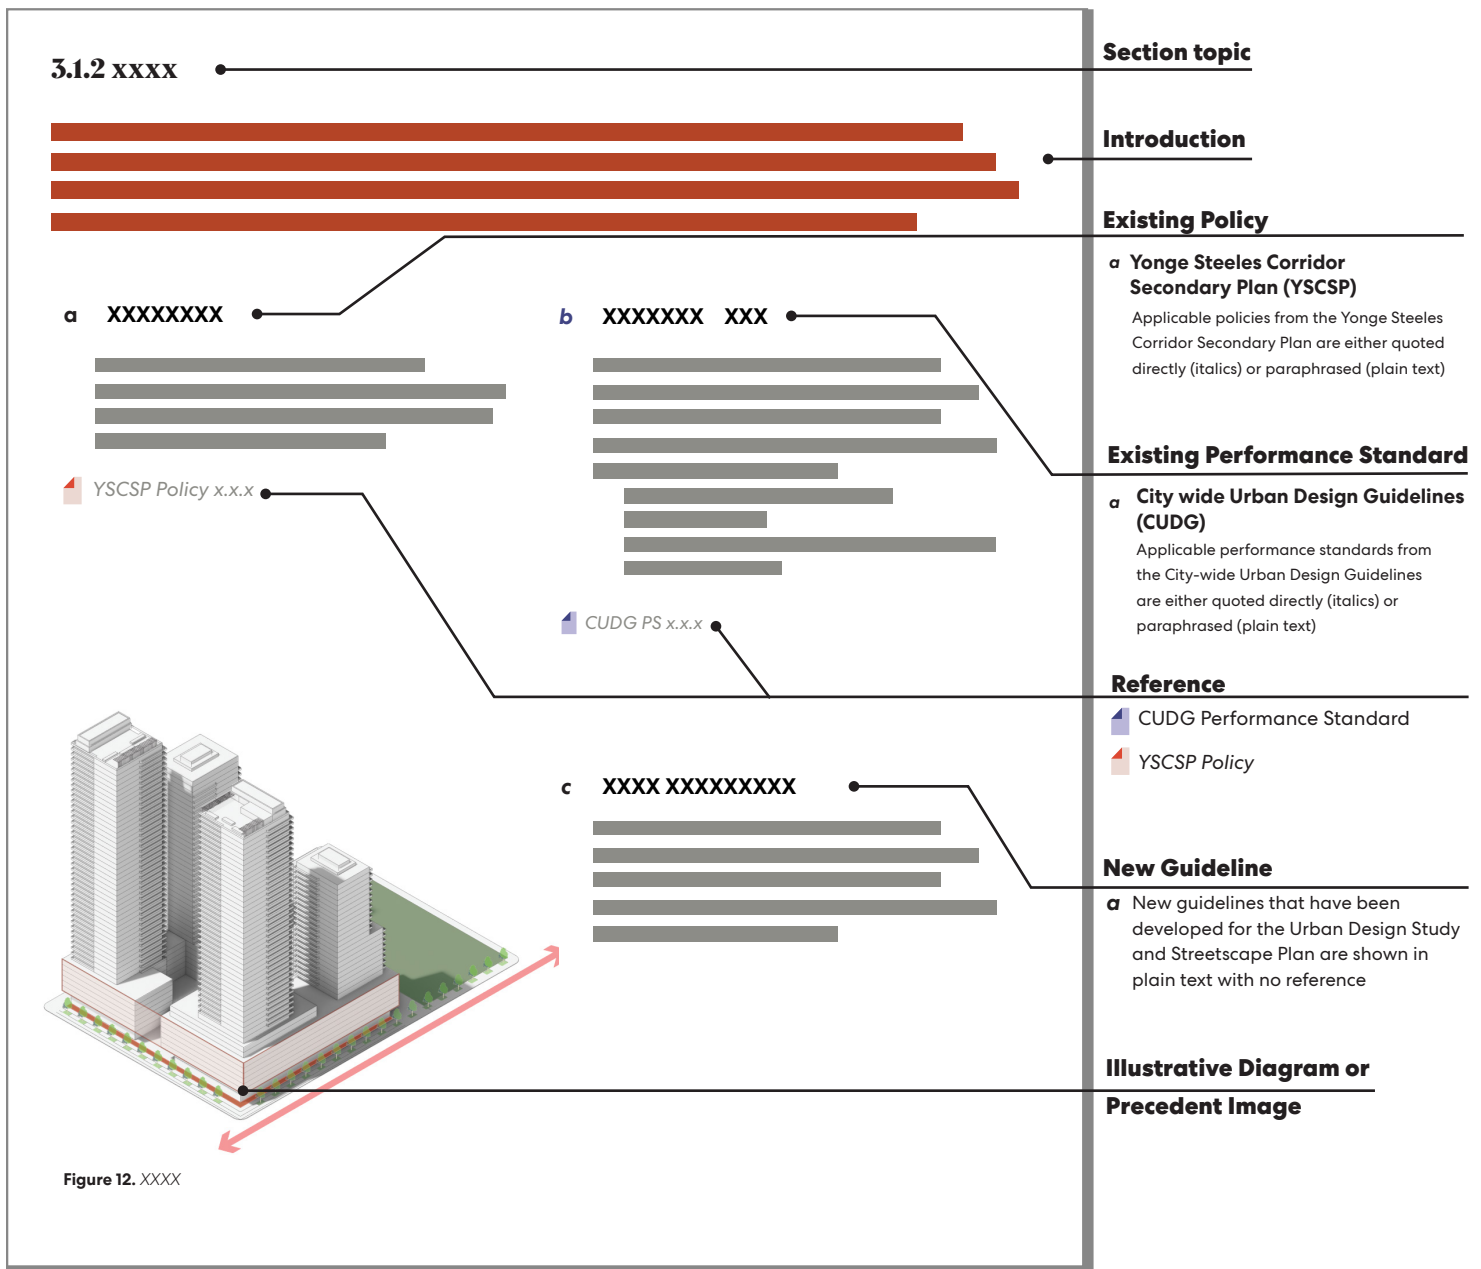 3.1.2 xxxx
a XXXXXXXX
YSCSP Policy x.x.x
b XXXXXXX XXX
CUDG PS x.x.x
c XXXX XXXXXXXXX
Figure 12. XXXX
Section topic
Introduction
Existing Policy
a Yonge Steeles Corridor
Secondary Plan (YSCSP)
Applicable policies from the Yonge Steeles
Corridor Secondary Plan are either quoted
directly (italics) or paraphrased (plain text)
Existing Performance Standard
a City wide Urban Design Guidelines
(CUDG)
Applicable performance standards from
the City-wide Urban Design Guidelines
are either quoted directly (italics) or
paraphrased (plain text)
Reference
CUDG Performance Standard
YSCSP Policy
New Guideline
a New guidelines that have been
developed for the Urban Design Study
and Streetscape Plan are shown in
plain text with no reference
Illustrative Diagram or
Precedent Image